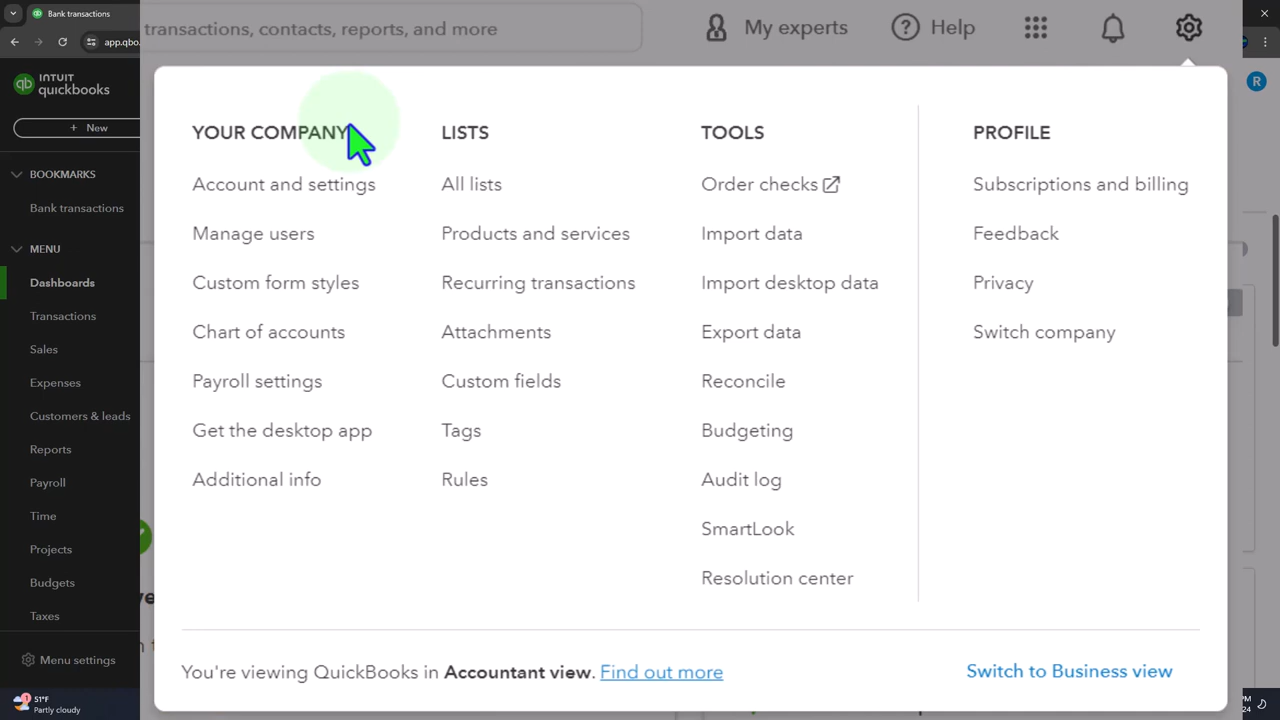 Bank transactions
app.qbo.
transactions, contacts, reports, and more
My experts
Help
R
INTUIT
quickbooks
+ New
BOOKMARKS
Bank transactions
MENU
Dashboards
Transactions
Sales
Expenses
Customers & leads
Reports
Payroll
Time
Projects
Budgets
Taxes
Menu settings
YOUR COMPANY
Account and settings
Manage users
Custom form styles
Chart of accounts
Payroll settings
Get the desktop app
Additional info
LISTS
All lists
Products and services
Recurring transactions
Attachments
Custom fields
Tags
Rules
TOOLS
Order checks
Import data
Import desktop data
Export data
Reconcile
Budgeting
Audit log
SmartLook
Resolution center
PROFILE
Subscriptions and billing
Feedback
Privacy
Switch company
You're viewing QuickBooks in Accountant view. Find out more
Switch to Business view
1
51°F
Partly cloudy
PM
24